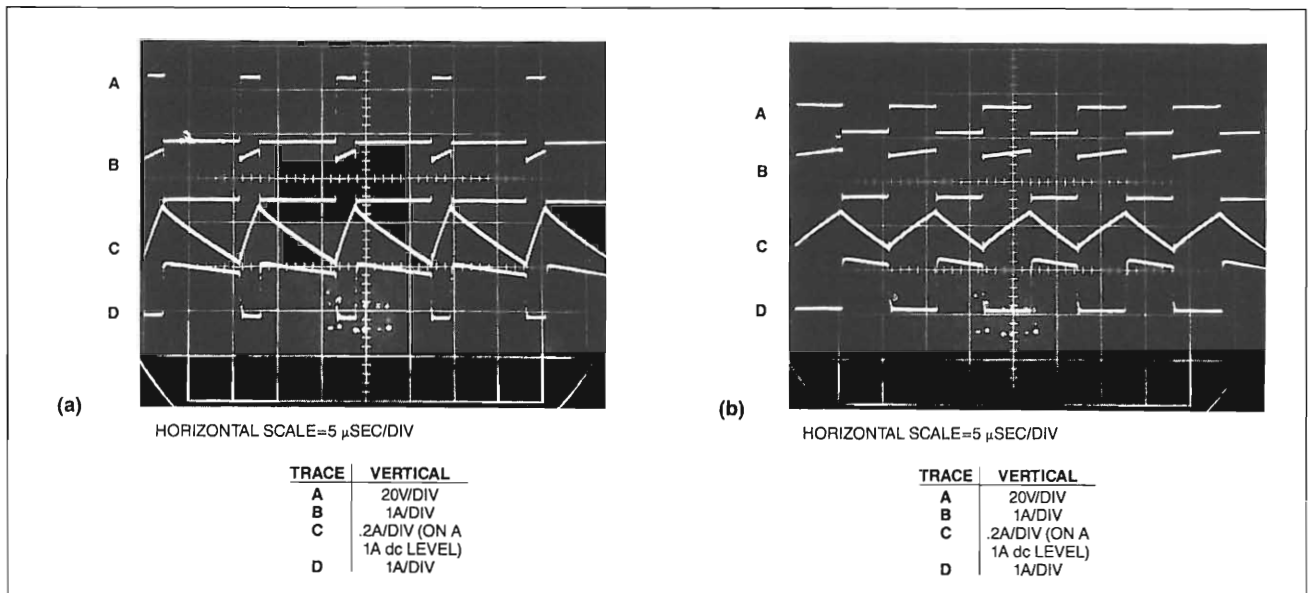 A
B
C
D
(a)
HORIZONTAL SCALE=5 μSEC/DIV
TRACE VERTICAL
A 20V/DIV
B 1A/DIV
C .2A/DIV (ON A
1A dc LEVEL)
D 1A/DIV
A
B
C
D
(b)
HORIZONTAL SCALE=5 μSEC/DIV
TRACE VERTICAL
A 20V/DIV
B 1A/DIV
C .2A/DIV (ON A
1A dc LEVEL)
D 1A/DIV